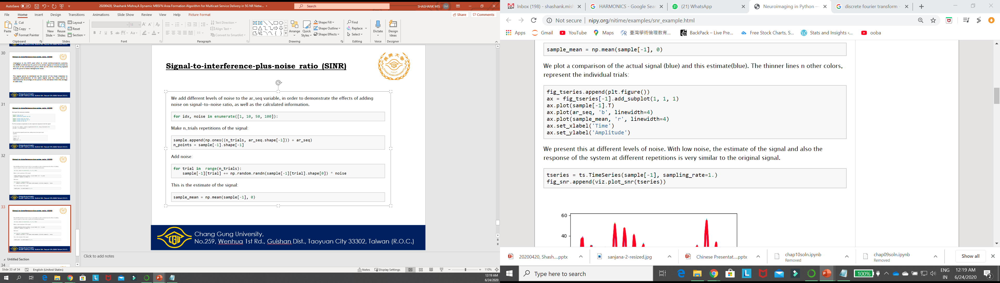 AutoSave Off
20200420, Shashank Mishra,A Dynamic MBSFN Area Formation Algorithm for Multicast Service Delivery in 5G NR Netw...
Search
SHASHANK MIS SM
File Home Insert Design Transitions Animations Slide Show Review View Help Picture Format
Share Comments
Paste
Cut
Copy
Format Painter
Clipboard
New Slide
Reuse Slides
Layout
Reset
Section
Slides
18
Font
Text Direction
Align Text
Convert to SmartArt
Paragraph
Arrange
Quick Styles
Shape Fill
Shape Outline
Shape Effects
Drawing
Find
Replace
Select
Editing
Dictate
Voice
Design Ideas
Designer
30
31
32
33
34
Untitled Section
Signal-to-interference-plus-noise ratio (SINR)
We add different levels of noise to the ar_seq variable, in order to demonstrate the effects of adding
noise on signal-to-noise ratio, as well as the calculated information.
for idx, noise in enumerate([1, 10, 50, 100]):
Make n_trials repetitions of the signal:
sample.append(np.ones((n_trials, ar_seq.shape[-1])) + ar_seq)
n_points = sample[-1].shape[-1]
Add noise:
for trial in range(n_trials):
sample[-1][trial] += np.random.randn(sample[-1][trial].shape[0]) * noise
This is the estimate of the signal:
sample_mean = np.mean(sample[-1], 0)
CGU
Chang Gung University,
No.259, Wenhua 1st Rd., Guishan Dist., Taoyuan City 33302, Taiwan (R.O.C.)
Click to add notes
Slide 33 of 34 English (United States)
Notes Display Settings 110%
12:19 AM
6/24/2020
Inbox (198) - shashank.mish
HARMONICS - Google Sear
(21) WhatsApp
Neuroimaging in Python —
discrete fourier transform -
Not secure | nipy.org/nitime/examples/snr_example.html
Apps Gmail YouTube Maps 臺灣學術倫理教育... BackPack – Live Pre... Free Stock Charts, S... Stats and Insights ‹... ooba
sample_mean = np.mean(sample[-1], 0)
We plot a comparison of the actual signal (blue) and this estimate(blue). The thinner lines n other colors,
represent the individual trials:
fig_tseries.append(plt.figure())
ax = fig_tseries[-1].add_subplot(1, 1, 1)
ax.plot(sample[-1].T)
ax.plot(ar_seq, 'b', linewidth=4)
ax.plot(sample_mean, 'r', linewidth=4)
ax.set_xlabel('Time')
ax.set_ylabel('Amplitude')
We present this at different levels of noise. With low noise, the estimate of the signal and also the
response of the system at different repetitions is very similar to the original signal.
tseries = ts.TimeSeries(sample[-1], sampling_rate=1.)
fig_snr.append(viz.plot_snr(tseries))
60
40
20200420, Shash....pptx
sanjana-2-resized.jpg
Chinese Presentat....pptx
chap10soln.ipynb
Removed
chap09soln.ipynb
Removed
Show all
Type here to search
100%
ENG
IN
12:19 AM
6/24/2020
2